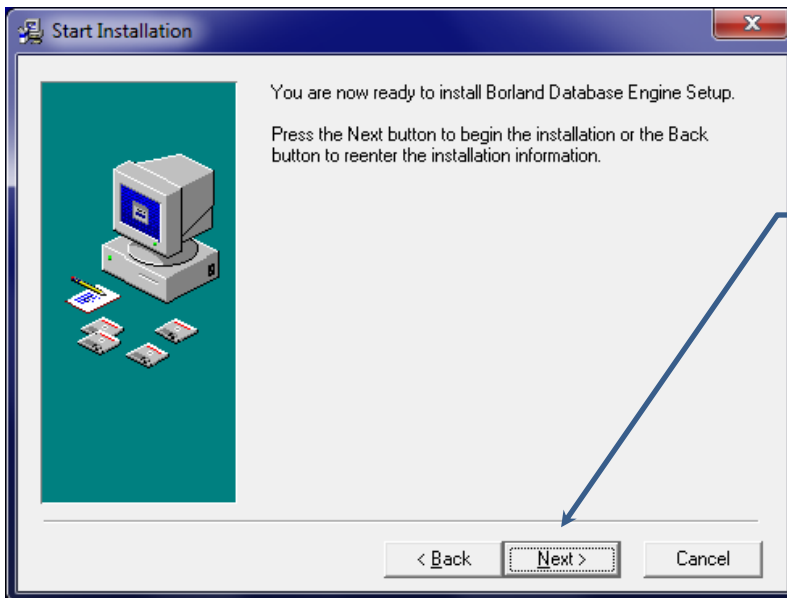 Start Installation
You are now ready to install Borland Database Engine Setup.
Press the Next button to begin the installation or the Back
button to reenter the installation information.
< Back
Next >
Cancel